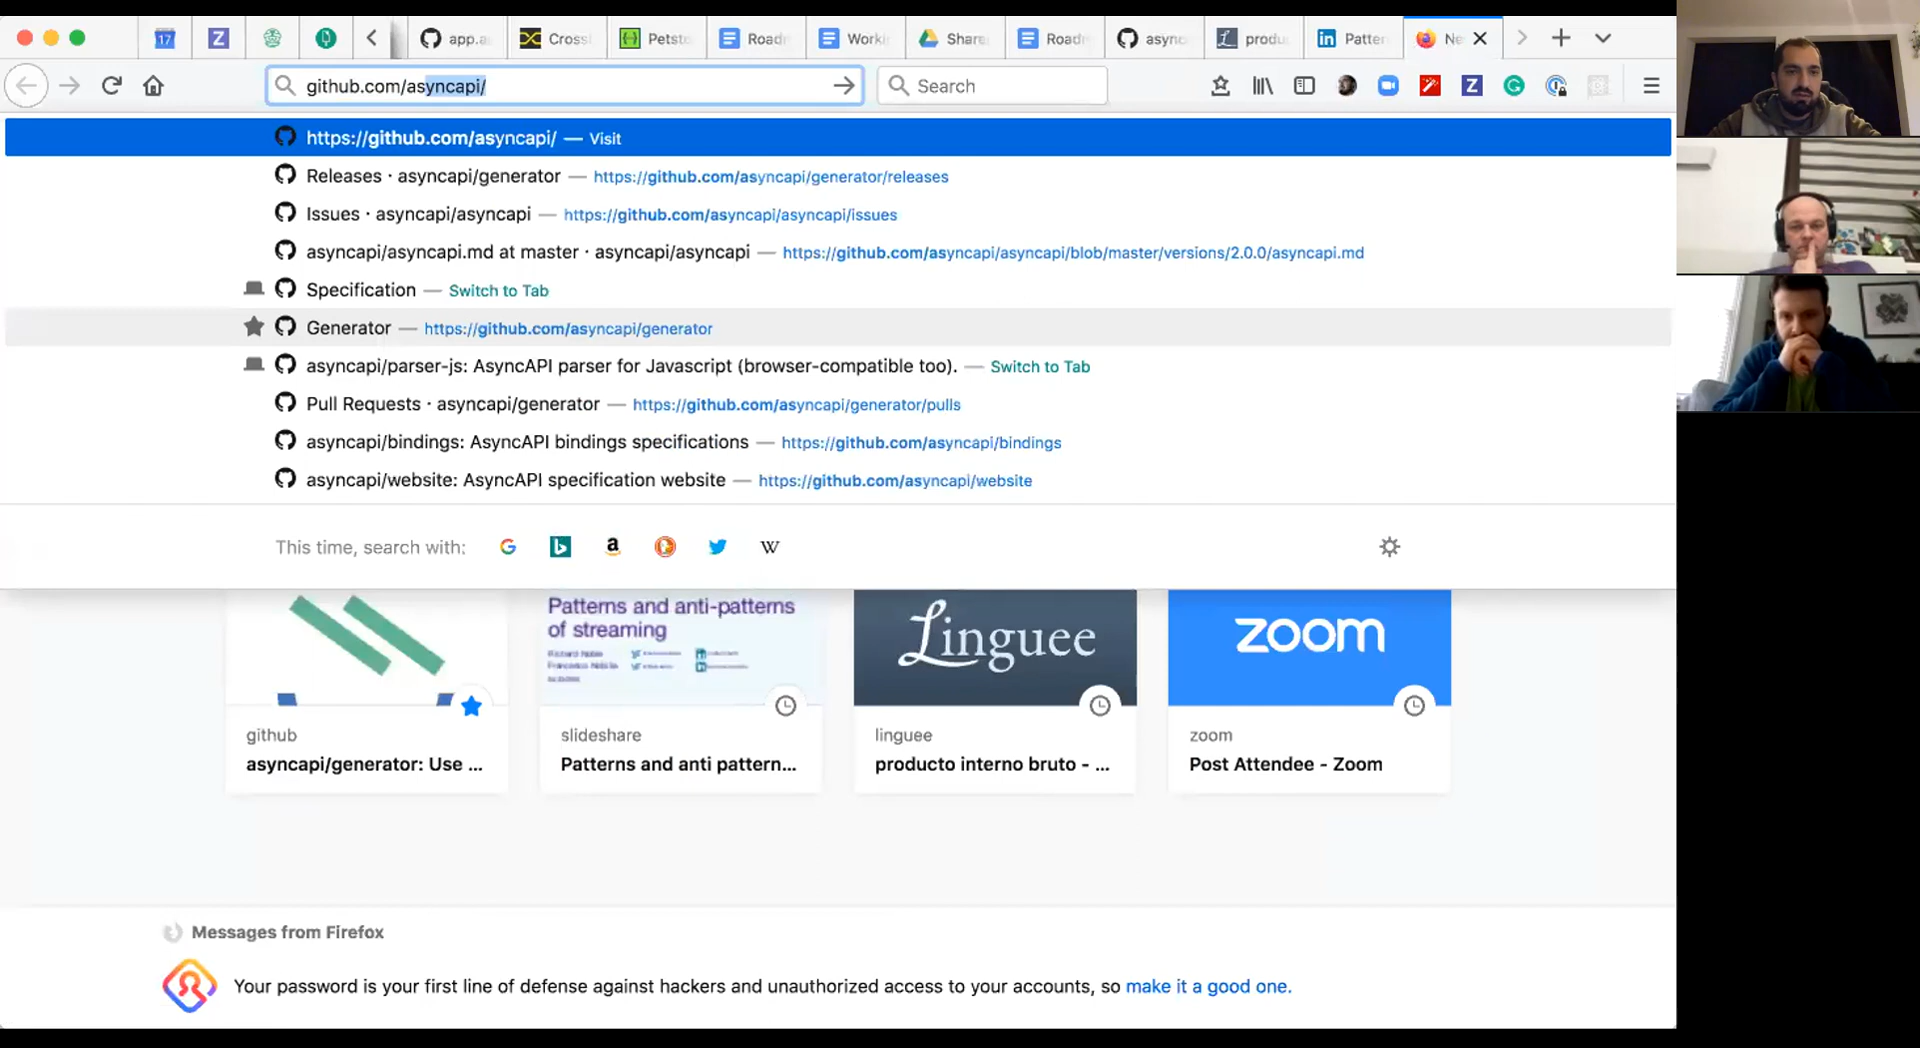 17
Z
app.a
Cross
Petst
Road
Worki
Share
Road
async
produ
in
Patter
Ne
github.com/asyncapi/
Search
Z
https://github.com/asyncapi/ — Visit
Releases · asyncapi/generator — https://github.com/asyncapi/generator/releases
Issues · asyncapi/asyncapi — https://github.com/asyncapi/asyncapi/issues
asyncapi/asyncapi.md at master · asyncapi/asyncapi — https://github.com/asyncapi/asyncapi/blob/master/versions/2.0.0/asyncapi.md
Specification — Switch to Tab
Generator — https://github.com/asyncapi/generator
asyncapi/parser-js: AsyncAPI parser for Javascript (browser-compatible too). — Switch to Tab
Pull Requests · asyncapi/generator — https://github.com/asyncapi/generator/pulls
asyncapi/bindings: AsyncAPI bindings specifications — https://github.com/asyncapi/bindings
asyncapi/website: AsyncAPI specification website — https://github.com/asyncapi/website
This time, search with:
Patterns and anti-patterns
of streaming
Linguee
zoom
github
asyncapi/generator: Use ...
slideshare
Patterns and anti pattern...
linguee
producto interno bruto - ...
zoom
Post Attendee - Zoom
Messages from Firefox
Your password is your first line of defense against hackers and unauthorized access to your accounts, so make it a good one.